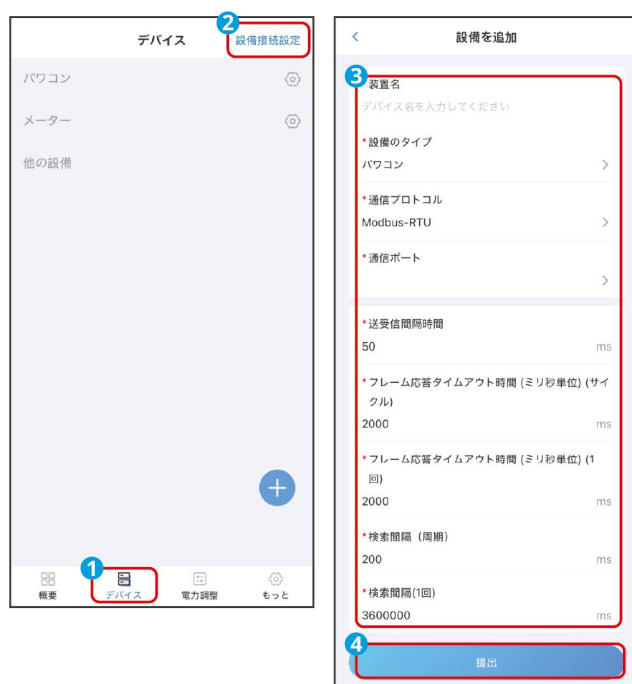 デバイス
2
設備接続設定
パワコン
メーター
他の設備
+
1
概要
デバイス
電力調整
もっと
設備を追加
3
装置名
デバイス名を入力してください
*設備のタイプ
パワコン
*通信プロトコル
Modbus-RTU
*通信ポート
*送受信間隔時間
50 ms
*フレーム応答タイムアウト時間 (ミリ秒単位) (サイ
クル)
2000 ms
*フレーム応答タイムアウト時間 (ミリ秒単位) (1
回)
2000 ms
*検索間隔（周期）
200 ms
*検索間隔(1回)
3600000 ms
4
提出